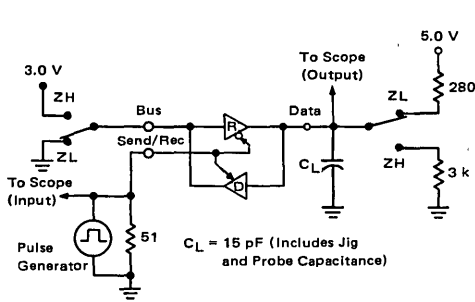 5.0 V
To Scope
(Output)
3.0 V
ZH
ZL
280
Bus
R
Data
ZL
Send/Rec
ZH
CL
3 k
D
To Scope
(Input)
51
Pulse
Generator
CL = 15 pF (Includes Jig
and Probe Capacitance)